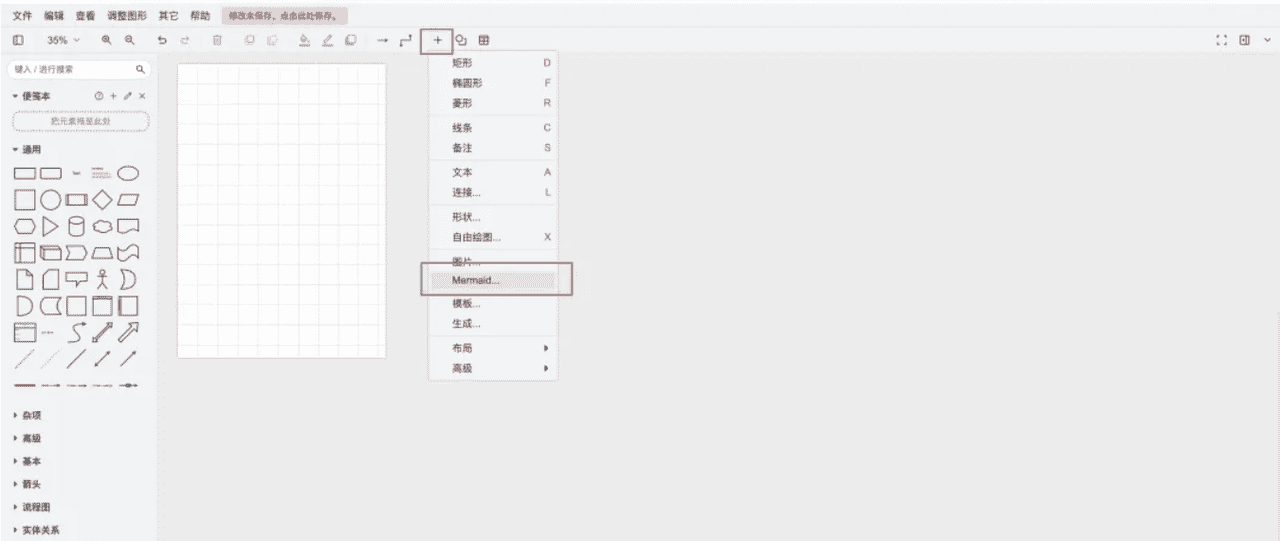 文件 编辑 查看 调整图形 其它 帮助 修改未保存。点击此处保存。
35%
键入 / 进行搜索
便笺本
把元素拖至此处
通用
Text
杂项
高级
基本
箭头
流程图
实体关系
矩形 D
椭圆形 F
菱形 R
线条 C
备注 S
文本 A
连接... L
形状...
自由绘图... X
图片...
Mermaid...
模板...
生成...
布局
高级